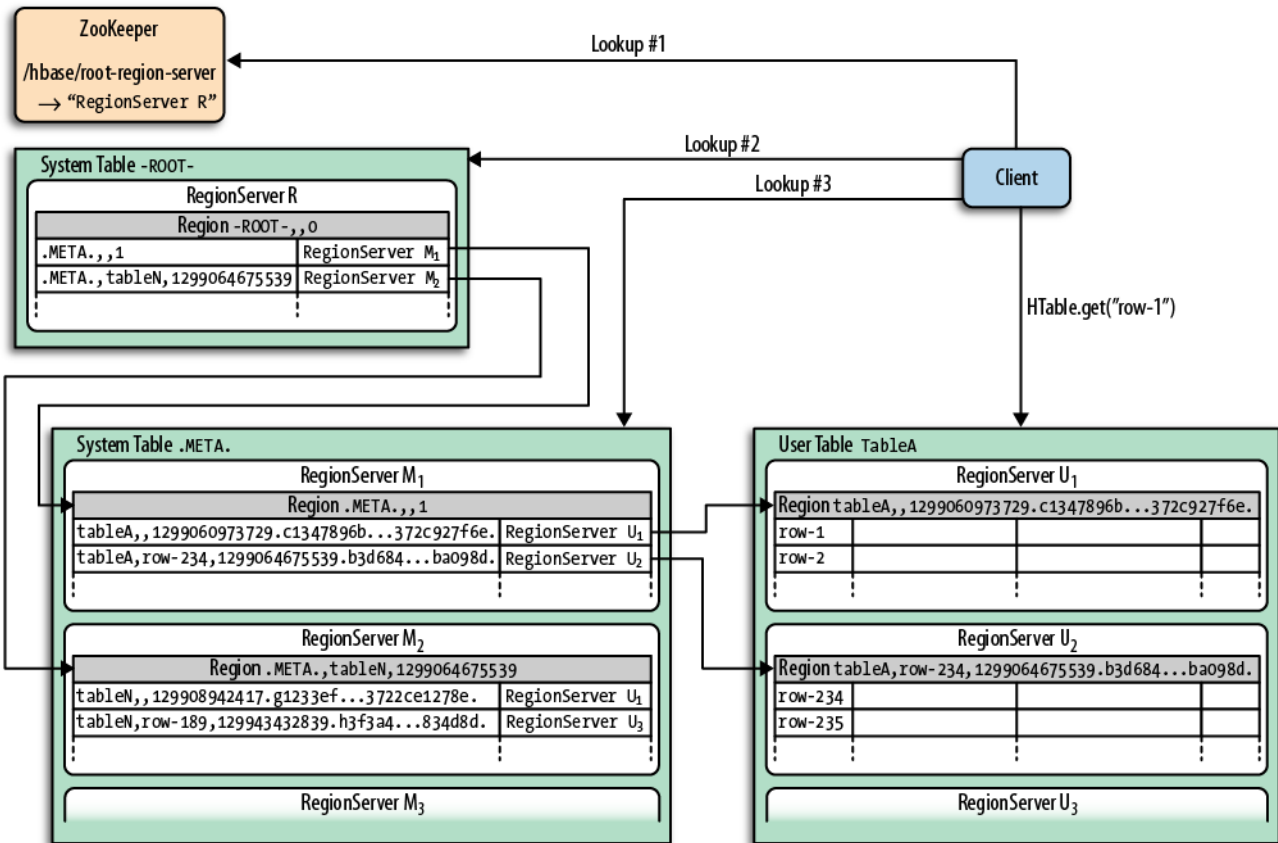 ZooKeeper
/hbase/root-region-server
→ “RegionServer R”
Lookup #1
Lookup #2
Lookup #3
Client
HTable.get(“row-1”)
System Table -ROOT-
RegionServer R
Region -ROOT-,,0
.META.,,1 RegionServer M1
.META.,tableN,1299064675539 RegionServer M2
System Table .META.
RegionServer M1
Region .META.,,1
tableA,,1299060973729.c1347896b...372c927f6e. RegionServer U1
tableA,row-234,1299064675539.b3d684...ba098d. RegionServer U2
RegionServer M2
Region .META.,tableN,1299064675539
tableN,,129908942417.g1233ef...3722ce1278e. RegionServer U1
tableN,row-189,129943432839.h3f3a4...834d8d. RegionServer U3
RegionServer M3
User Table TableA
RegionServer U1
Region tableA,,1299060973729.c1347896b...372c927f6e.
row-1
row-2
RegionServer U2
Region tableA,row-234,1299064675539.b3d684...ba098d.
row-234
row-235
RegionServer U3